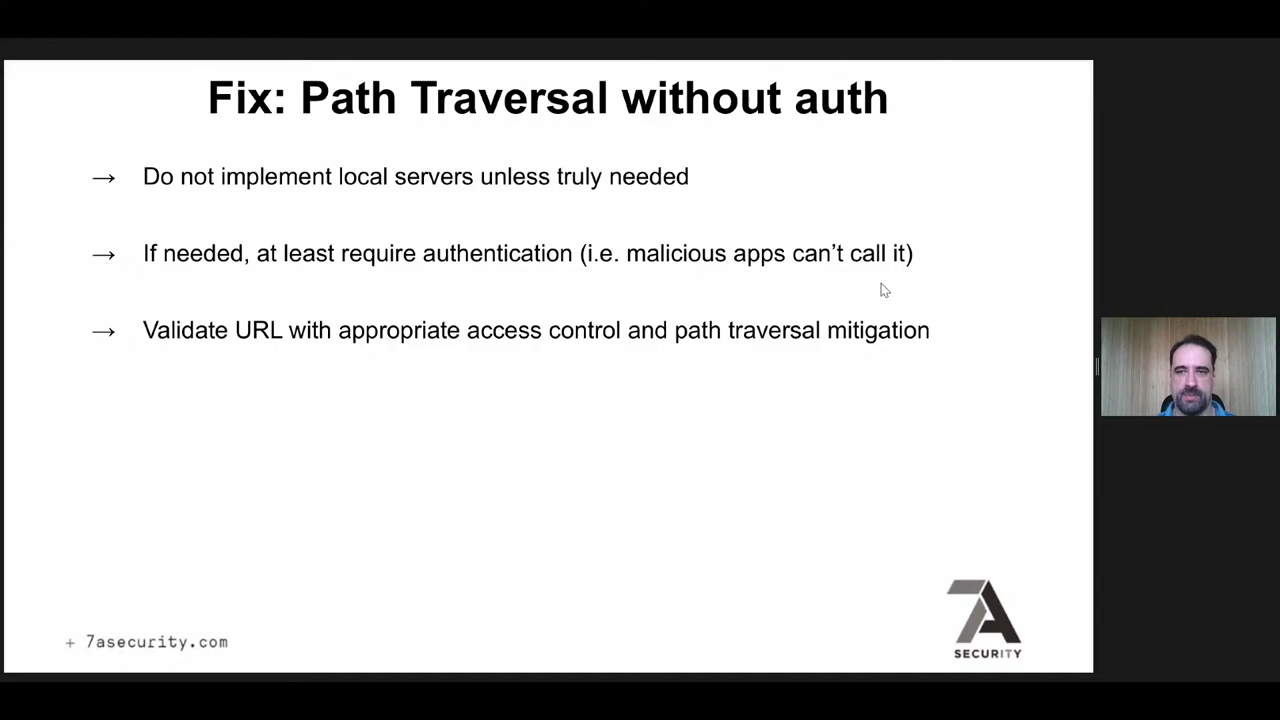 Fix: Path Traversal without auth
→ Do not implement local servers unless truly needed
→ If needed, at least require authentication (i.e. malicious apps can’t call it)
→ Validate URL with appropriate access control and path traversal mitigation
+ 7asecurity.com
7A
SECURITY